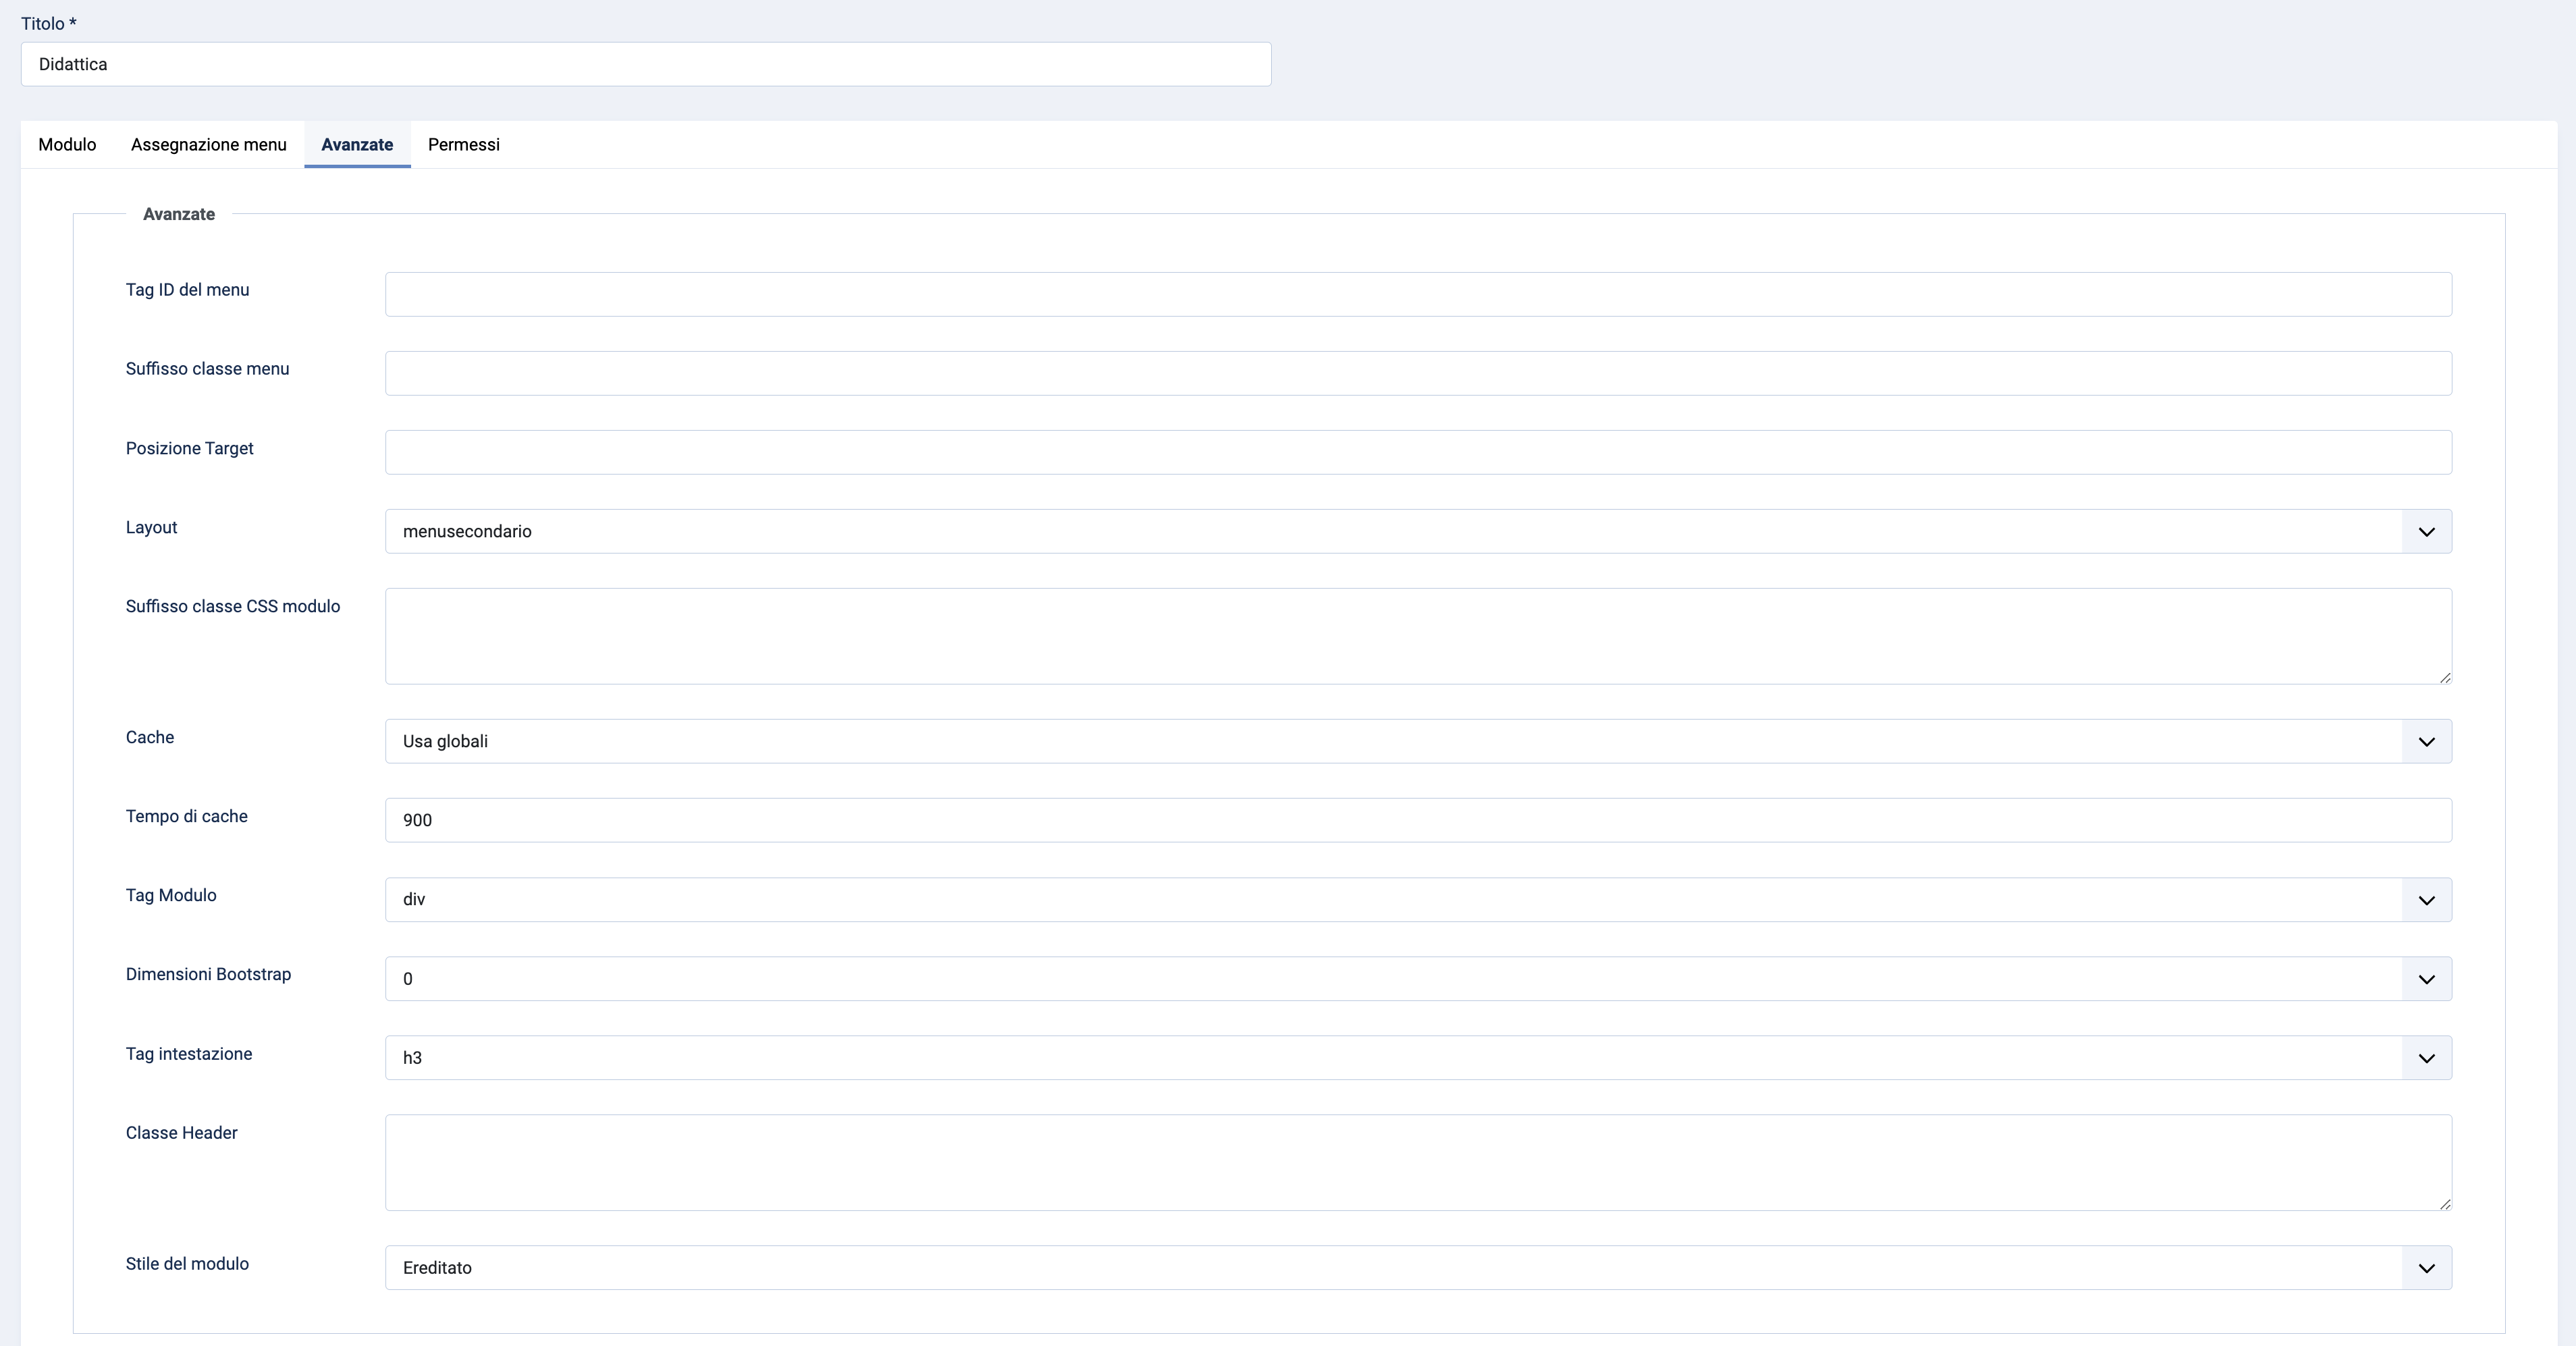 Titolo *
Didattica
Modulo Assegnazione menu Avanzate Permessi
Avanzate
Tag ID del menu
Suffisso classe menu
Posizione Target
Layout menusecondario
Suffisso classe CSS modulo
Cache Usa globali
Tempo di cache 900
Tag Modulo div
Dimensioni Bootstrap 0
Tag intestazione h3
Classe Header
Stile del modulo Ereditato